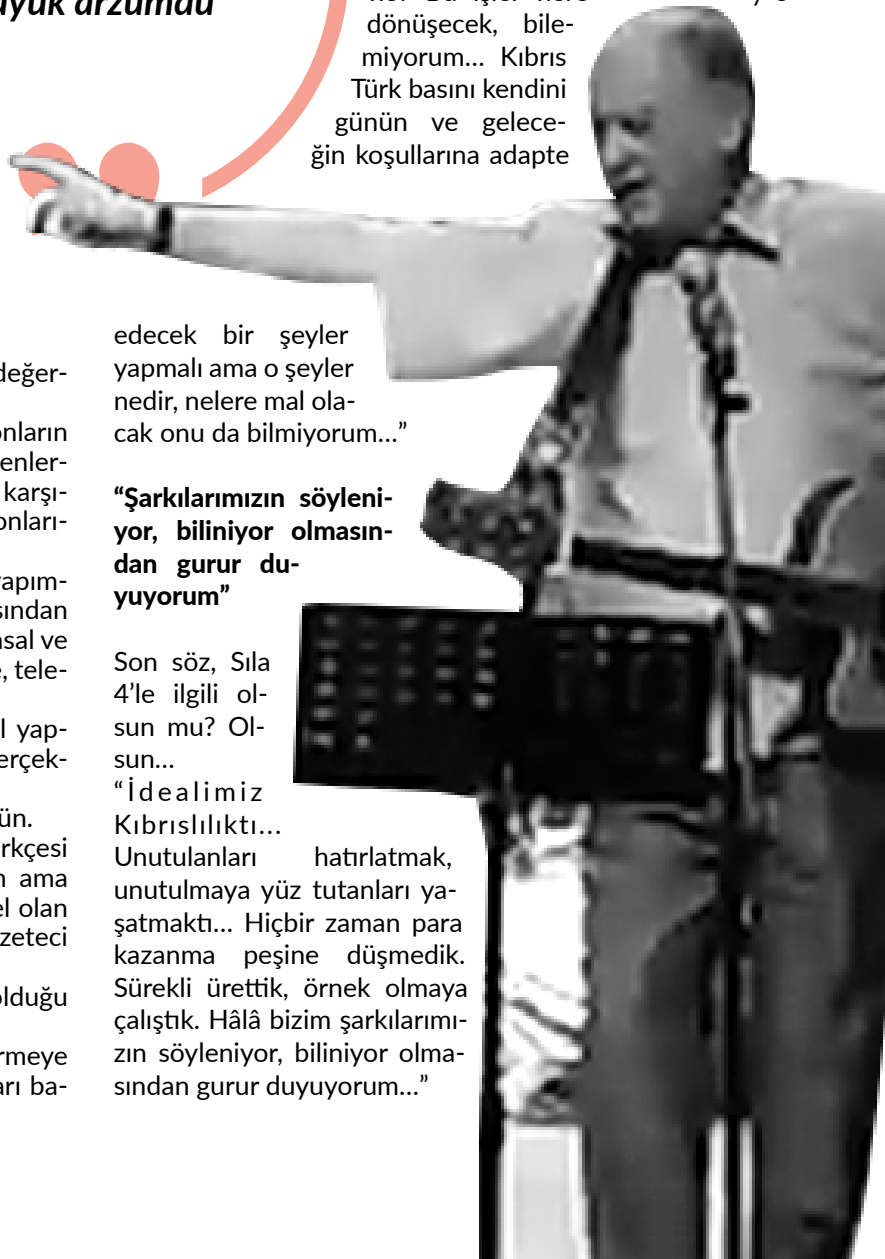 yük arzumdu
değer-
onların
enler-
karşı-
onları-
yapım-
sından
sal ve
, tele-
l yap-
erçek-
ün.
rkçesi
n ama
el olan
zeteci
olduğu
rmeye
arı ba-
Bu işler
dönüşecek, bile-
miyorum... Kıbrıs
Türk basını kendini
günün ve gelece-
ğin koşullarına adapte
edecek bir şeyler
yapmalı ama o şeyler
nedir, nelere mal ola-
cak onu da bilmiyorum...”
“Şarkılarımızın söyleni-
yor, biliniyor olmasın-
dan gurur du-
yuyorum”
Son söz, Sıla
4’le ilgili ol-
sun mu? Ol-
sun...
“İdealimiz
Kıbrıslılıktı...
Unutulanları hatırlatmak,
unutulmaya yüz tutanları ya-
şatmaktı... Hiçbir zaman para
kazanma peşine düşmedik.
Sürekli ürettik, örnek olmaya
çalıştık. Hâlâ bizim şarkılarımı-
zın söyleniyor, biliniyor olma-
sından gurur duyuyorum...”